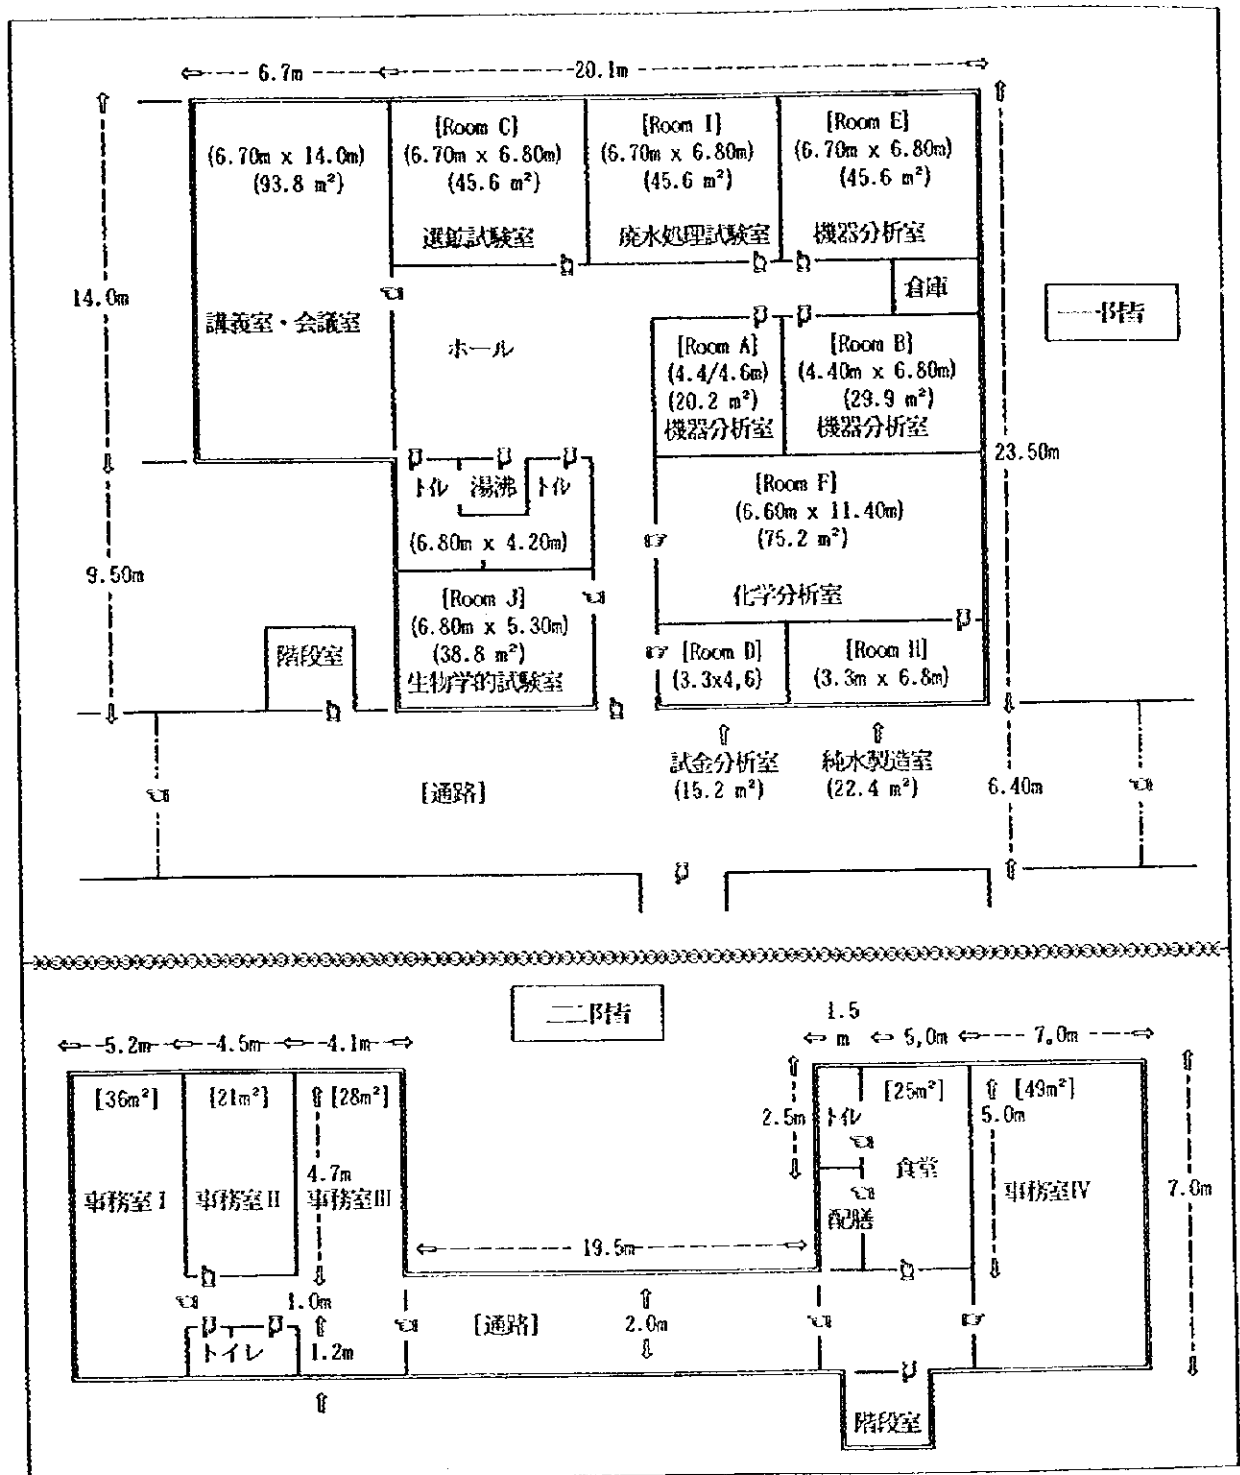 6.7m 20.1m
[Room C] [Room I] [Room E]
(6.70m x 14.0m) (6.70m x 6.80m) (6.70m x 6.80m) (6.70m x 6.80m)
(93.8 m²) (45.6 m²) (45.6 m²) (45.6 m²)
選鉱試験室 廃水処理試験室 機器分析室
倉庫
14.0m
講義室・会議室
一階
ホール
[Room A] [Room B]
(4.4/4.6m) (4.40m x 6.80m)
(20.2 m²) (29.9 m²)
機器分析室 機器分析室
23.50m
トイレ 湯沸 トイレ
[Room F]
(6.60m x 11.40m)
(6.80m x 4.20m) (75.2 m²)
9.50m
[Room J] 化学分析室
(6.80m x 5.30m)
階段室 (38.8 m²) [Room D] [Room H]
生物学的試験室 (3.3x4,6) (3.3m x 6.8m)
試金分析室 純水製造室
[通路] (15.2 m²) (22.4 m²) 6.40m
二階
1.5
5.2m 4.5m 4.1m m 5,0m 7.0m
[36m²] [21m²] [28m²] [25m²] [49m²]
2.5m トイレ 5.0m
食堂
4.7m
事務室I 事務室II 事務室III 事務室IV 7.0m
配膳
19.5m
1.0m
[通路] 2.0m
トイレ 1.2m
階段室